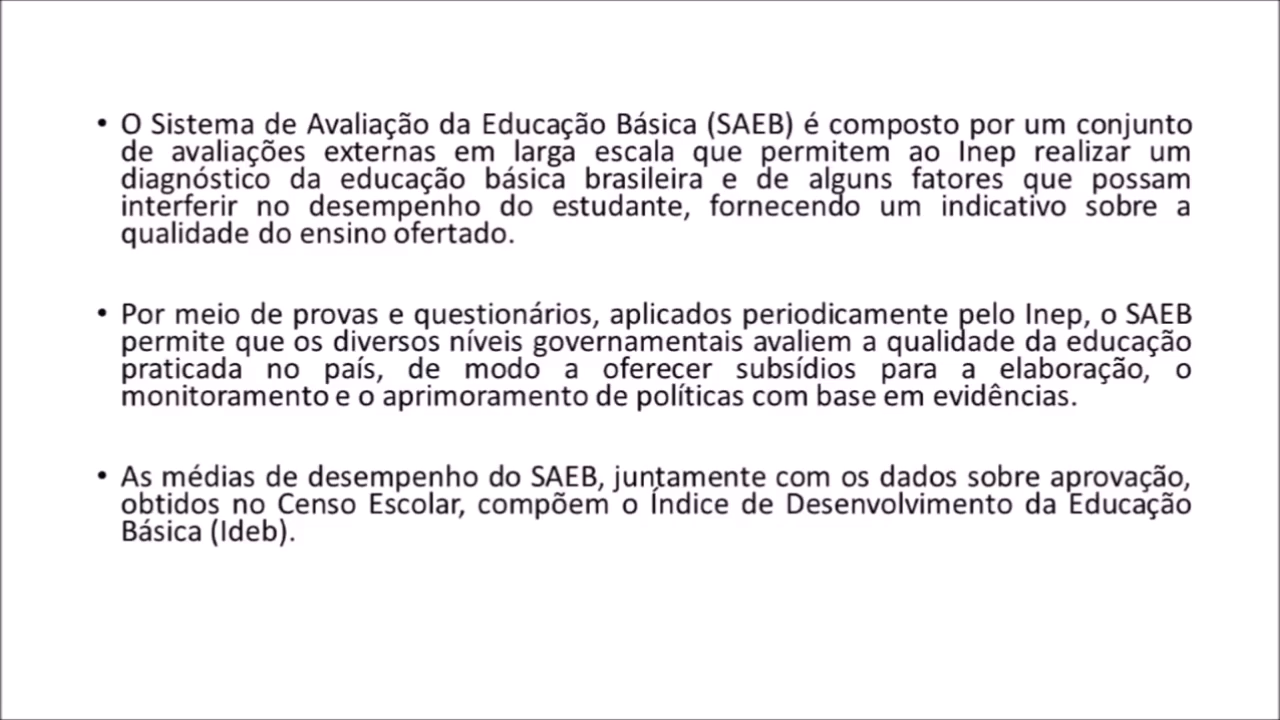 • O Sistema de Avaliação da Educação Básica (SAEB) é composto por um conjunto
de avaliações externas em larga escala que permitem ao Inep realizar um
diagnóstico da educação básica brasileira e de alguns fatores que possam
interferir no desempenho do estudante, fornecendo um indicativo sobre a
qualidade do ensino ofertado.
• Por meio de provas e questionários, aplicados periodicamente pelo Inep, o SAEB
permite que os diversos níveis governamentais avaliem a qualidade da educação
praticada no país, de modo a oferecer subsídios para a elaboração, o
monitoramento e o aprimoramento de políticas com base em evidências.
• As médias de desempenho do SAEB, juntamente com os dados sobre aprovação,
obtidos no Censo Escolar, compõem o Índice de Desenvolvimento da Educação
Básica (Ideb).